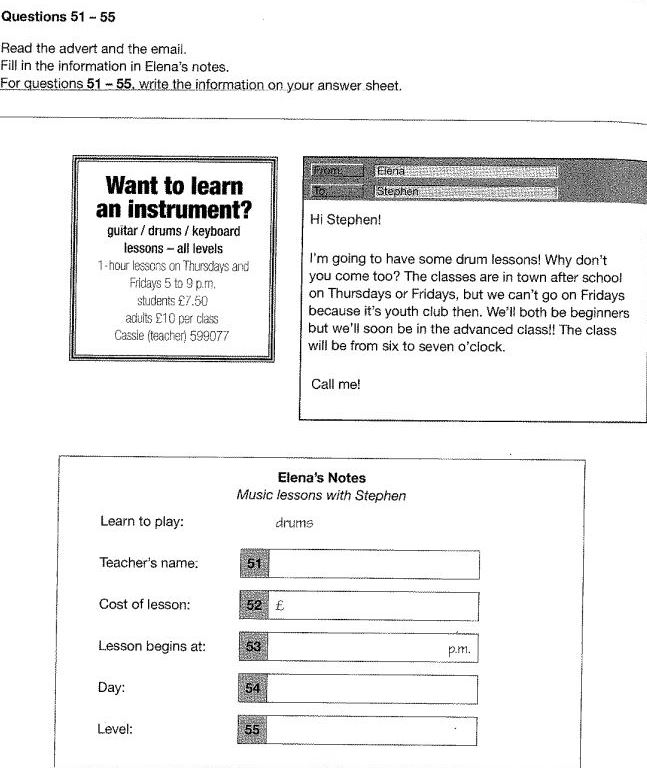 Questions 51 – 55
Read the advert and the email.
Fill in the information in Elena's notes.
For questions 51 – 55, write the information on your answer sheet.
Want to learn
an instrument?
guitar / drums / keyboard
lessons – all levels
1-hour lessons on Thursdays and
Fridays 5 to 9 p.m.
students £7.50
adults £10 per class
Cassie (teacher) 599077
From: Elena
To: Stephen
Hi Stephen!
I'm going to have some drum lessons! Why don't
you come too? The classes are in town after school
on Thursdays or Fridays, but we can't go on Fridays
because it's youth club then. We'll both be beginners
but we'll soon be in the advanced class!! The class
will be from six to seven o'clock.
Call me!
Elena's Notes
Music lessons with Stephen
Learn to play: drums
Teacher's name: 51
Cost of lesson: 52 £
Lesson begins at: 53 p.m.
Day: 54
Level: 55